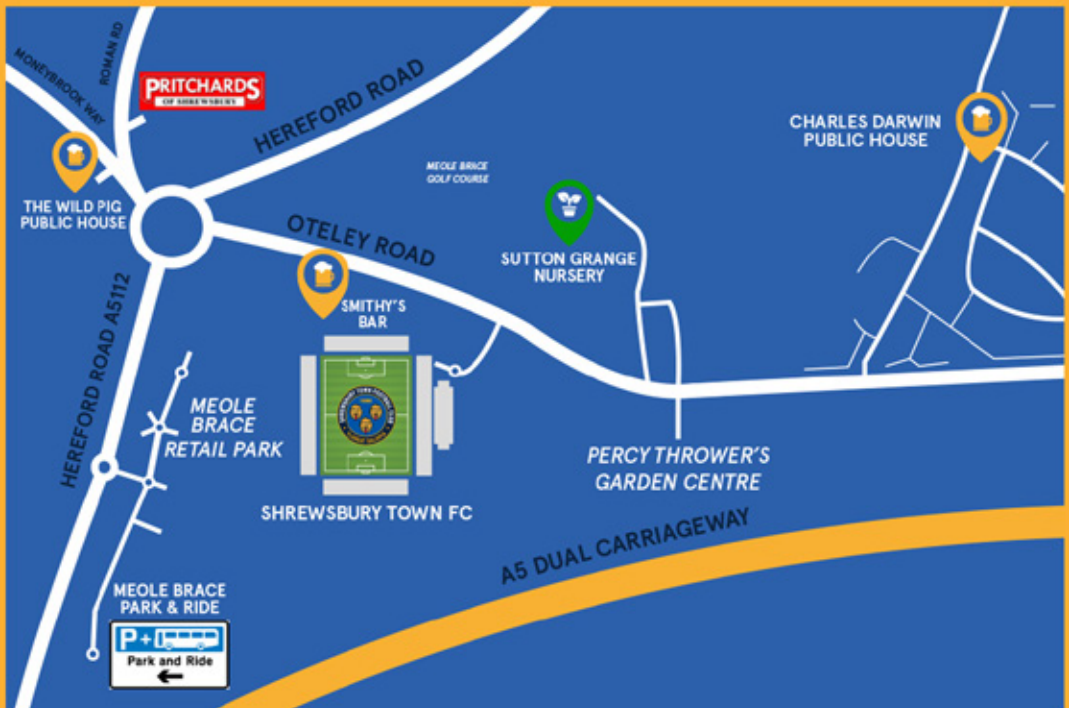 MONEYBROOK WAY
ROMAN RD
PRITCHARDS
OF SHREWSBURY
HEREFORD ROAD
CHARLES DARWIN
PUBLIC HOUSE
MEOLE BRACE
GOLF COURSE
THE WILD PIG
PUBLIC HOUSE
OTELEY ROAD
SUTTON GRANGE
NURSERY
SMITHY'S
BAR
HEREFORD ROAD A5112
MEOLE
BRACE
RETAIL PARK
PERCY THROWER'S
GARDEN CENTRE
SHREWSBURY TOWN FC
A5 DUAL CARRIAGEWAY
MEOLE BRACE
PARK & RIDE
P+
Park and Ride